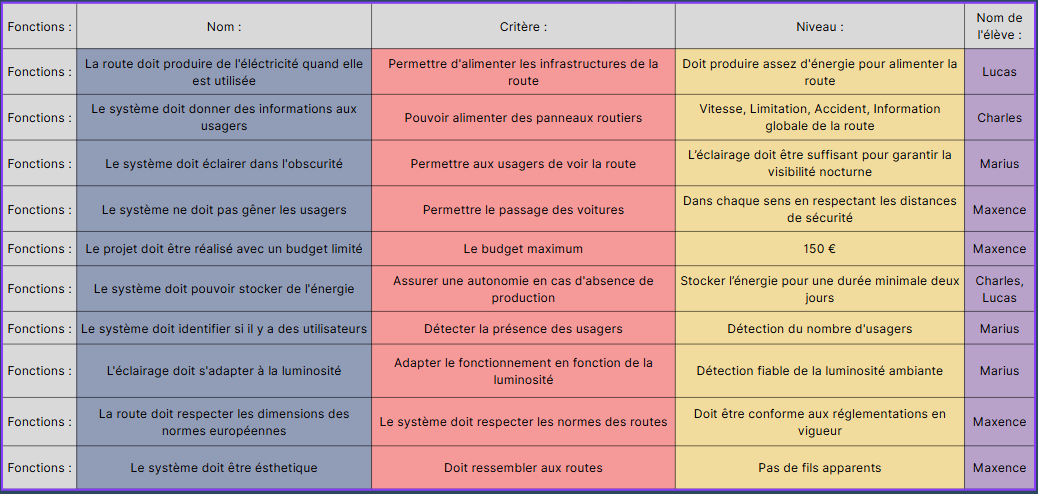 Fonctions : Nom : Critère : Niveau : Nom de
l'élève :
Fonctions : La route doit produire de l'éléctricité quand elle
est utilisée
Permettre d'alimenter les infrastructures de la
route
Doit produire assez d'énergie pour alimenter la
route
Lucas
Fonctions : Le système doit donner des informations aux
usagers
Pouvoir alimenter des panneaux routiers
Vitesse, Limitation, Accident, Information
globale de la route
Charles
Fonctions : Le système doit éclairer dans l'obscurité
Permettre aux usagers de voir la route
L'éclairage doit être suffisant pour garantir la
visibilité nocturne
Marius
Fonctions : Le système ne doit pas gêner les usagers
Permettre le passage des voitures
Dans chaque sens en respectant les distances
de sécurité
Maxence
Fonctions : Le projet doit être réalisé avec un budget limité
Le budget maximum
150 €
Maxence
Fonctions : Le système doit pouvoir stocker de l'énergie
Assurer une autonomie en cas d'absence de
production
Stocker l'énergie pour une durée minimale deux
jours
Charles,
Lucas
Fonctions : Le système doit identifier si il y a des utilisateurs
Détecter la présence des usagers
Détection du nombre d'usagers
Marius
Fonctions : L'éclairage doit s'adapter à la luminosité
Adapter le fonctionnement en fonction de la
luminosité
Détection fiable de la luminosité ambiante
Marius
Fonctions : La route doit respecter les dimensions des
normes européennes
Le système doit respecter les normes des routes
Doit être conforme aux réglementations en
vigueur
Maxence
Fonctions : Le système doit être ésthetique
Doit ressembler aux routes
Pas de fils apparents
Maxence